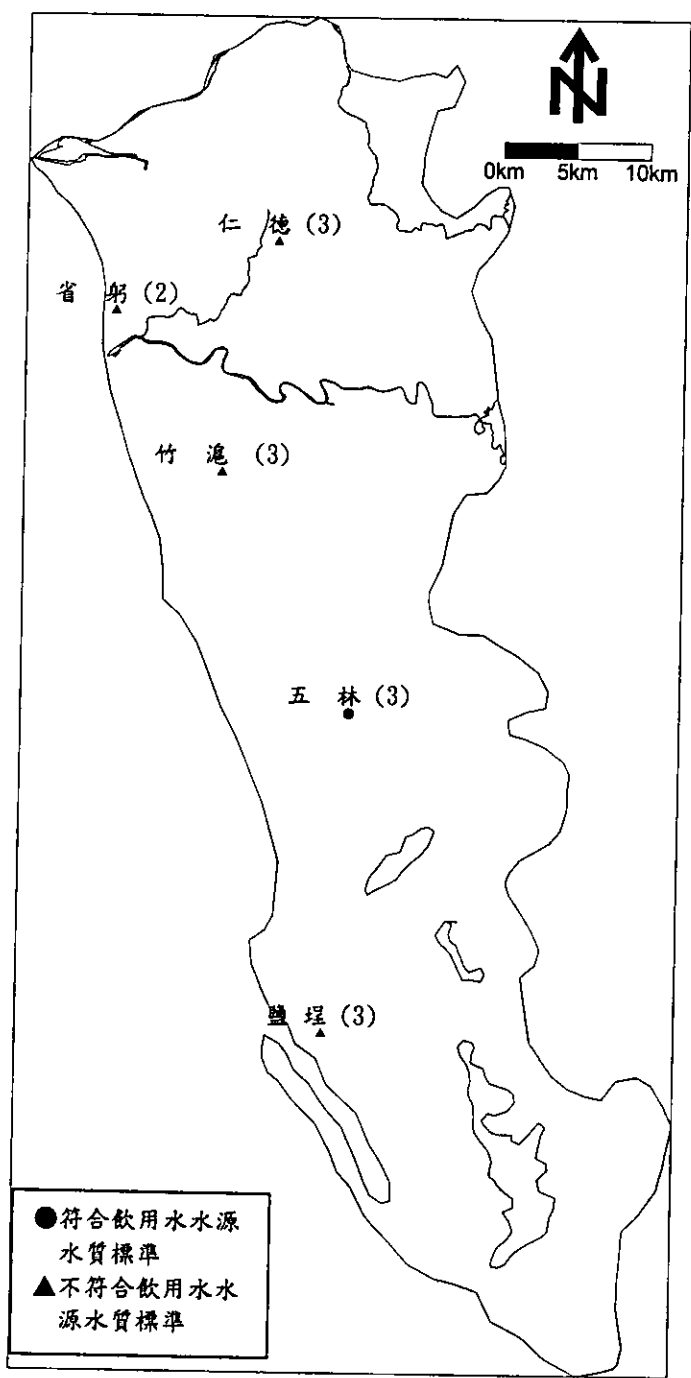 N
0km 5km 10km
仁德(3)
省躬(2)
竹滬(3)
五林(3)
鹽埕(3)
●符合飲用水水源
水質標準
▲不符合飲用水水
源水質標準